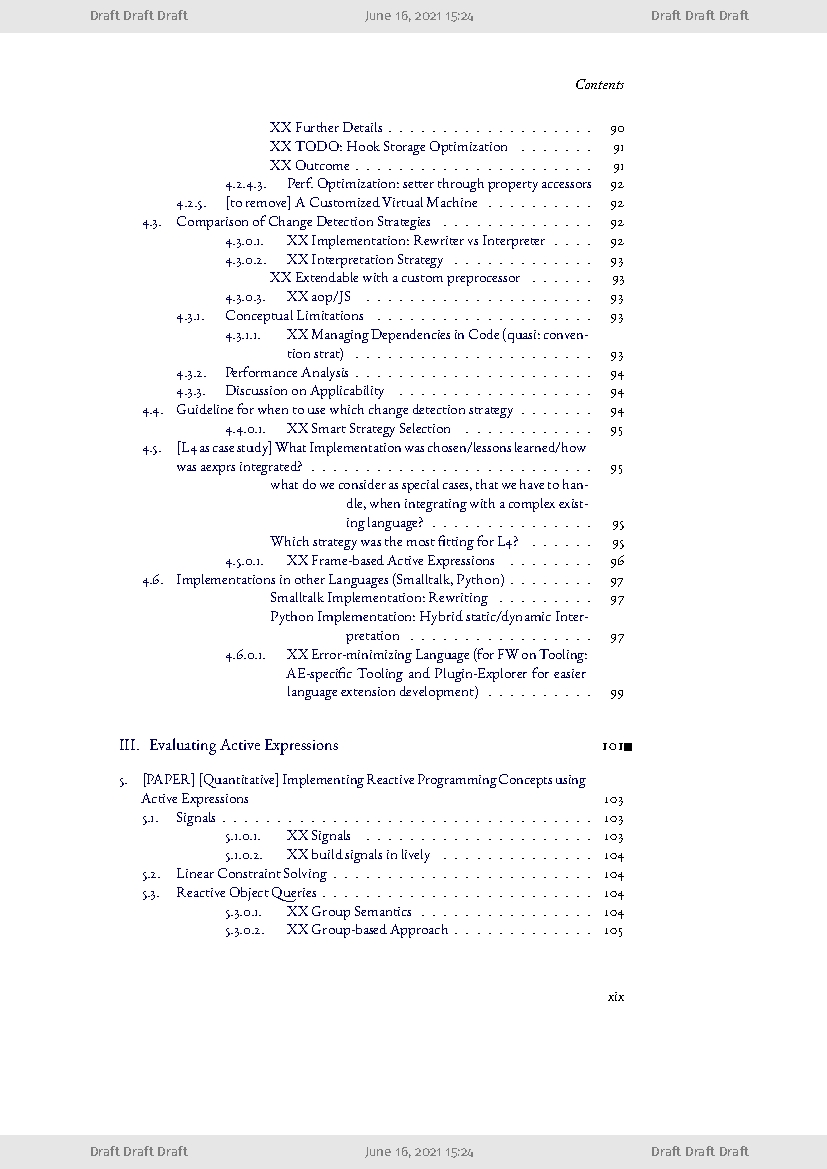 Draft Draft Draft June 16, 2021 15:24 Draft Draft Draft
Contents
XX Further Details . . . . . . . . . . . . . . . . . . . 90
XX TODO: Hook Storage Optimization . . . . . . . 91
XX Outcome . . . . . . . . . . . . . . . . . . . . . . 91
4.2.4.3. Perf. Optimization: setter through property accessors 92
4.2.5. [to remove] A Customized Virtual Machine . . . . . . . . . . 92
4.3. Comparison of Change Detection Strategies . . . . . . . . . . . . . . 92
4.3.0.1. XX Implementation: Rewriter vs Interpreter . . . . 92
4.3.0.2. XX Interpretation Strategy . . . . . . . . . . . . . 93
XX Extendable with a custom preprocessor . . . . . . 93
4.3.0.3. XX aop/JS . . . . . . . . . . . . . . . . . . . . . 93
4.3.1. Conceptual Limitations . . . . . . . . . . . . . . . . . . . . 93
4.3.1.1. XX Managing Dependencies in Code (quasi: conven-
tion strat) . . . . . . . . . . . . . . . . . . . . . . 93
4.3.2. Performance Analysis . . . . . . . . . . . . . . . . . . . . . . 94
4.3.3. Discussion on Applicability . . . . . . . . . . . . . . . . . . 94
4.4. Guideline for when to use which change detection strategy . . . . . . . 94
4.4.0.1. XX Smart Strategy Selection . . . . . . . . . . . . 95
4.5. [L4 as case study] What Implementation was chosen/lessons learned/how
was aexprs integrated? . . . . . . . . . . . . . . . . . . . . . . . . . . 95
what do we consider as special cases, that we have to han-
dle, when integrating with a complex exist-
ing language? . . . . . . . . . . . . . . . 95
Which strategy was the most fitting for L4? . . . . . . 95
4.5.0.1. XX Frame-based Active Expressions . . . . . . . . 96
4.6. Implementations in other Languages (Smalltalk, Python) . . . . . . . . 97
Smalltalk Implementation: Rewriting . . . . . . . . . 97
Python Implementation: Hybrid static/dynamic Inter-
pretation . . . . . . . . . . . . . . . . . 97
4.6.0.1. XX Error-minimizing Language (for FW on Tooling:
AE-specific Tooling and Plugin-Explorer for easier
language extension development) . . . . . . . . . . 99
III. Evaluating Active Expressions 101
5. [PAPER] [Quantitative] Implementing Reactive Programming Concepts using
Active Expressions 103
5.1. Signals . . . . . . . . . . . . . . . . . . . . . . . . . . . . . . . . . . 103
5.1.0.1. XX Signals . . . . . . . . . . . . . . . . . . . . . 103
5.1.0.2. XX build signals in lively . . . . . . . . . . . . . . 104
5.2. Linear Constraint Solving . . . . . . . . . . . . . . . . . . . . . . . . 104
5.3. Reactive Object Queries . . . . . . . . . . . . . . . . . . . . . . . . . 104
5.3.0.1. XX Group Semantics . . . . . . . . . . . . . . . . 104
5.3.0.2. XX Group-based Approach . . . . . . . . . . . . . 105
xix
Draft Draft Draft June 16, 2021 15:24 Draft Draft Draft